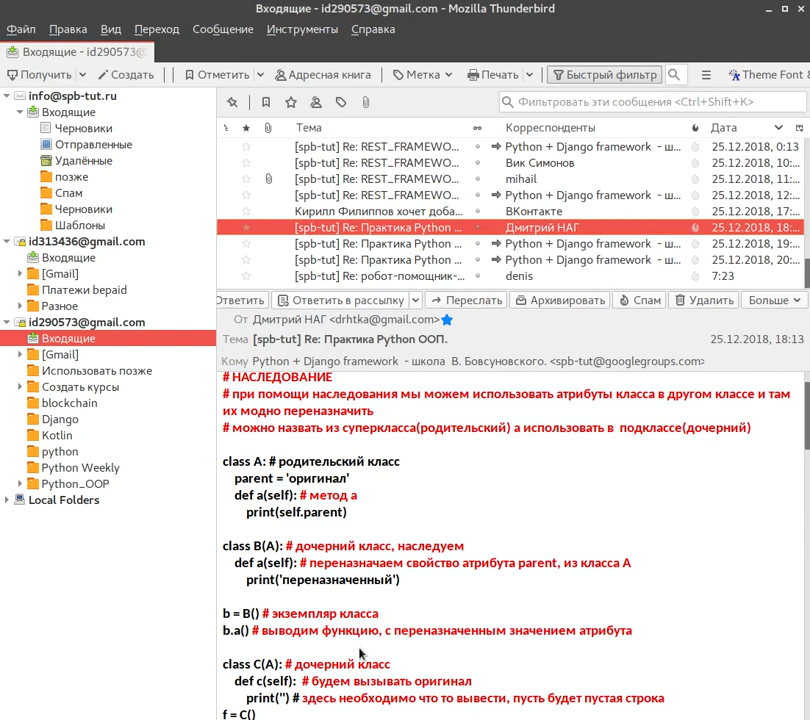 Входящие - id290573@gmail.com - Mozilla Thunderbird
Файл Правка Вид Переход Сообщение Инструменты Справка
Входящие - id290573@
Получить Создать Ответить Адресная книга Метка Печать Быстрый фильтр Theme Font &
info@spb-tut.ru
Входящие
Черновики
Отправленные
Удалённые
позже
Спам
Черновики
Шаблоны
id313436@gmail.com
Входящие
[Gmail]
Платежи bepaid
Разное
id290573@gmail.com
Входящие
[Gmail]
Использовать позже
Создать курсы
blockchain
Django
Kotlin
python
Python Weekly
Python_OOP
Local Folders
Фильтровать эти сообщения <Ctrl+Shift+K>
Тема Корреспонденты Дата
[spb-tut] Re: REST_FRAMEWO... Python + Django framework - ш... 25.12.2018, 0:13
[spb-tut] Re: REST_FRAMEWO... Вик Симонов 25.12.2018, 10:...
[spb-tut] Re: REST_FRAMEWO... mihail 25.12.2018, 11:...
[spb-tut] Re: REST_FRAMEWO... Python + Django framework - ш... 25.12.2018, 12:...
Кирилл Филиппов хочет доба... ВКонтакте 25.12.2018, 17:...
[spb-tut] Re: Практика Python ... Дмитрий НАГ 25.12.2018, 18:...
[spb-tut] Re: Практика Python ... Python + Django framework - ш... 25.12.2018, 19:...
[spb-tut] Re: Практика Python ... Python + Django framework - ш... 25.12.2018, 20:...
[spb-tut] Re: робот-помощник-... denis 7:23
Ответить Ответить в рассылку Переслать Архивировать Спам Удалить Больше
От Дмитрий НАГ <drhtka@gmail.com>
Тема [spb-tut] Re: Практика Python ООП. 25.12.2018, 18:13
Кому Python + Django framework - школа В. Бовсуновского. <spb-tut@googlegroups.com>
# НАСЛЕДОВАНИЕ
# при помощи наследования мы можем использовать атрибуты класса в другом классе и там
их модно переназначить
# можно назвать из суперкласса(родительский) а использовать в подклассе(дочерний)
class A: # родительский класс
parent = 'оригинал'
def a(self): # метод а
print(self.parent)
class B(A): # дочерний класс, наследуем
def a(self): # переназначаем свойство атрибута parent, из класса А
print('переназначенный')
b = B() # экземпляр класса
b.a() # выводим функцию, с переназначенным значением атрибута
class C(A): # дочерний класс
def c(self): # будем вызывать оригинал
print('') # здесь необходимо что то вывести, пусть будет пустая строка
f = C()